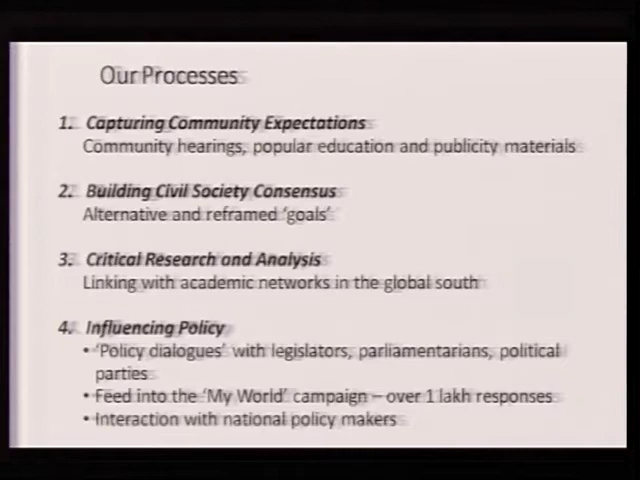 Our Processes
1. Capturing Community Expectations
Community hearings, popular education and publicity materials
2. Building Civil Society Consensus
Alternative and reframed 'goals'
3. Critical Research and Analysis
Linking with academic networks in the global south
4. Influencing Policy
• 'Policy dialogues' with legislators, parliamentarians, political
parties
• Feed into the 'My World' campaign – over 1 lakh responses
• Interaction with national policy makers